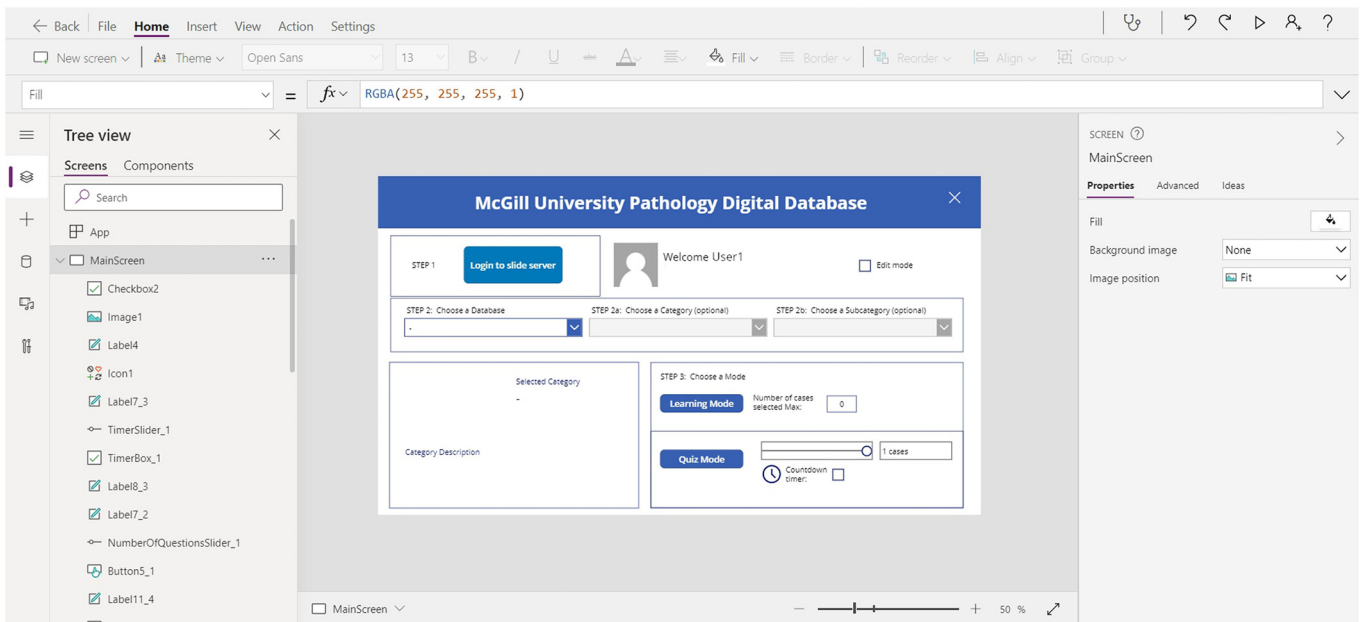 Back File Home Insert View Action Settings
New screen Theme Open Sans 13 B / U abc A Fill Border Reorder Align Group
Fill = fx RGBA(255, 255, 255, 1)
Tree view
Screens Components
Search
App
MainScreen ...
Checkbox2
Image1
Label4
Icon1
Label7_3
TimerSlider_1
TimerBox_1
Label8_3
Label7_2
NumberOfQuestionsSlider_1
Button5_1
Label11_4
McGill University Pathology Digital Database
STEP 1 Login to slide server Welcome User1 Edit mode
STEP 2: Choose a Database STEP 2a: Choose a Category (optional) STEP 2b: Choose a Subcategory (optional)
-
Selected Category
-
Category Description
STEP 3: Choose a Mode
Learning Mode Number of cases
selected Max: 0
Quiz Mode 1 cases
Countdown
timer:
MainScreen 50 %
SCREEN ?
MainScreen
Properties Advanced Ideas
Fill
Background image None
Image position Fit